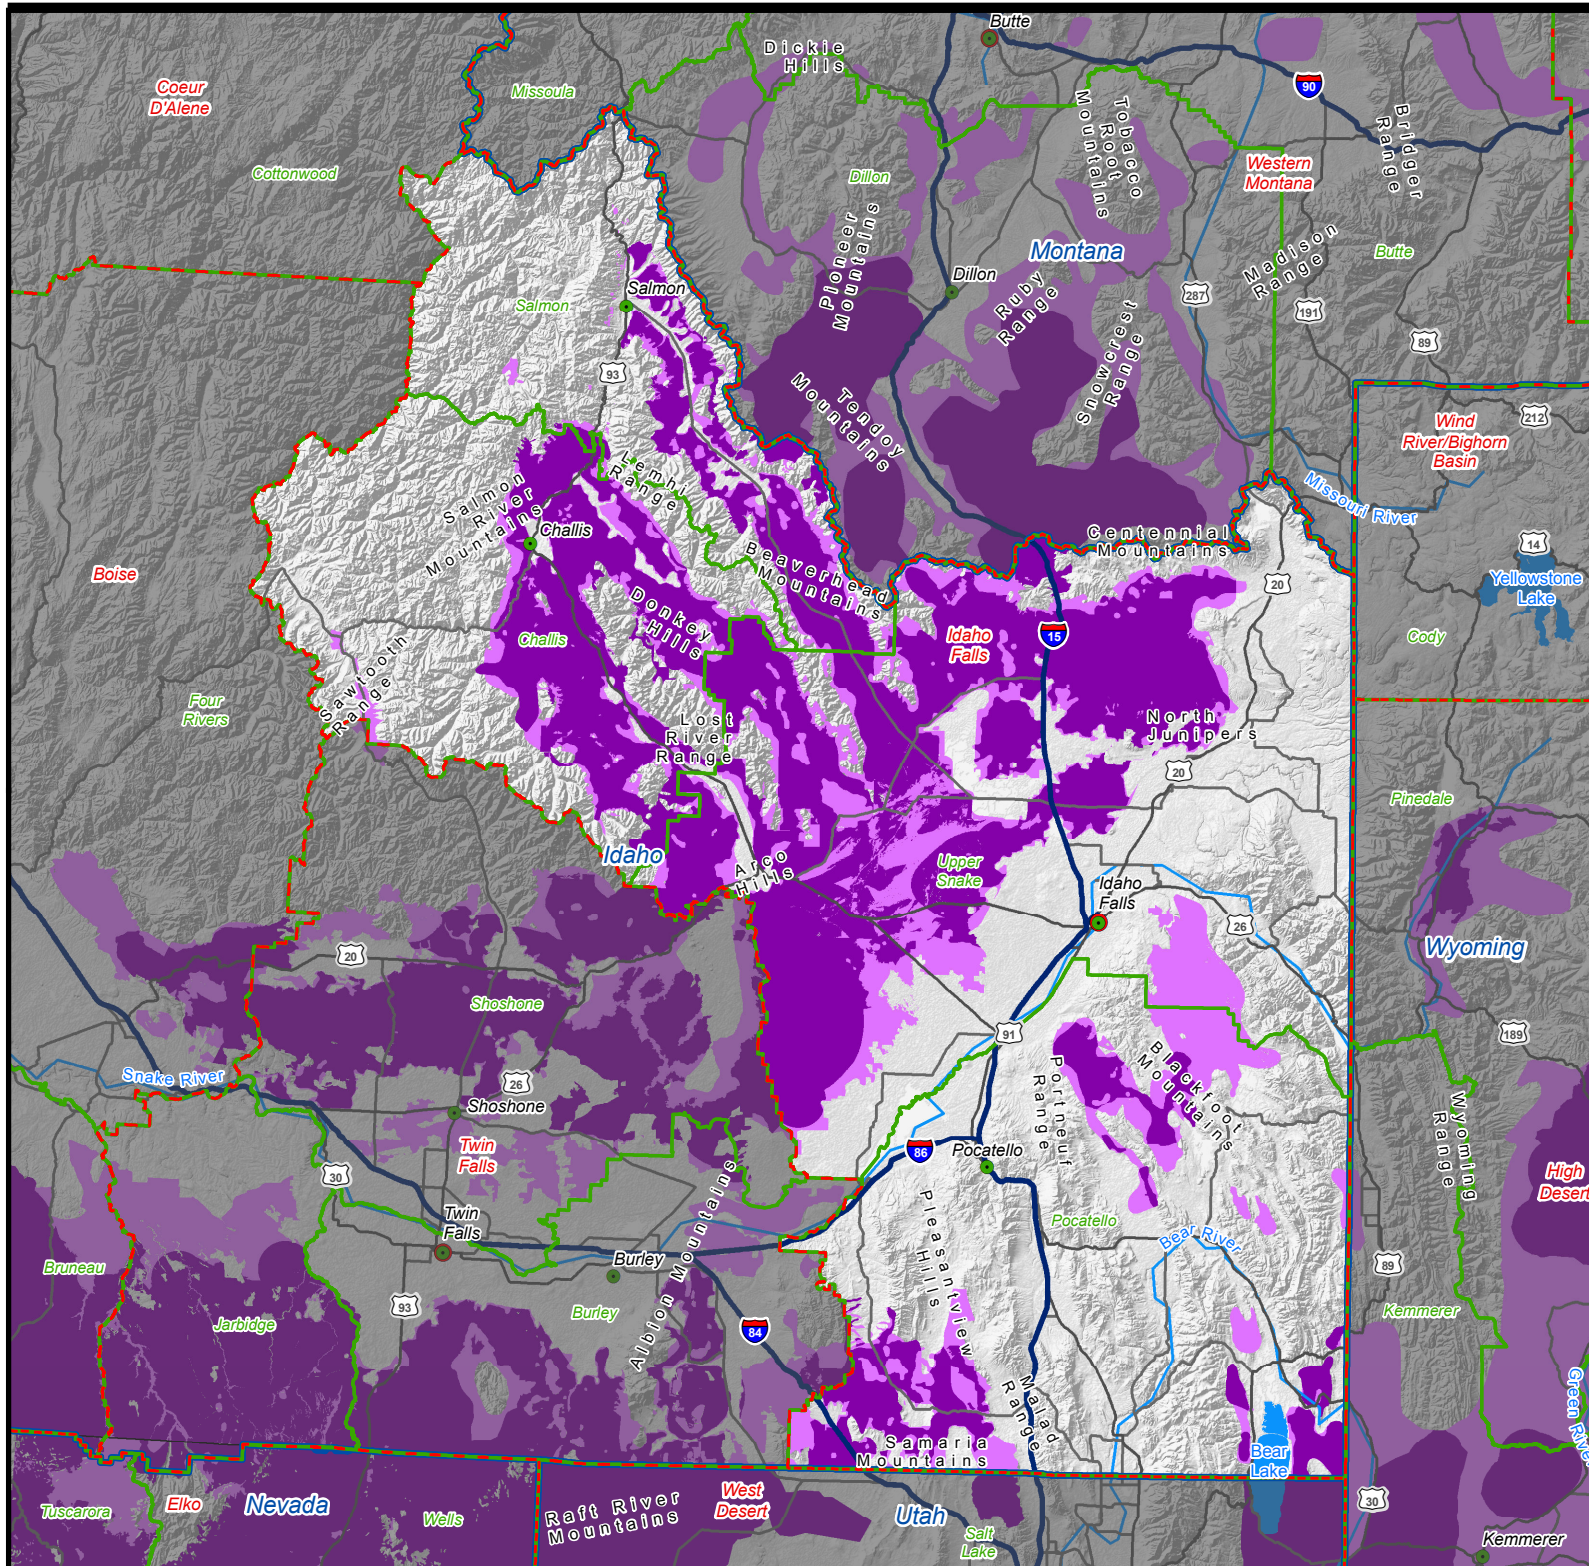 Butte
Dickie
Hills
Coeur
D'Alene
Missoula
90
Tobacco
Root
Mountains
Bridger
Range
Cottonwood
Dillon
Western
Montana
Pioneer
Mountains
Montana
Madison
Range
Butte
Salmon
Salmon
Dillon
Ruby
Range
287
191
Snowcrest
Range
89
93
Tendoy
Mountains
Wind
River/Bighorn
Basin
212
Lemhi
Range
Salmon
River
Mountains
Missouri River
Challis
Centennial
Mountains
14
Boise
Beaverhead
Mountains
20
Yellowstone
Lake
Donkey
Hills
Challis
Idaho
Falls
15
Cody
Sawtooth
Range
Four
Rivers
Lost
River
Range
North
Junipers
20
Pinedale
Idaho
Arco
Hills
Upper
Snake
Idaho
Falls
26
Wyoming
20
Shoshone
91
189
Snake River
26
Shoshone
Portneuf
Range
Blackfoot
Mountains
Wyoming
Range
Twin
Falls
86
Pocatello
High
Desert
30
Albion Mountains
Pleasantview
Hills
Twin
Falls
Pocatello
Bear River
Burley
Bruneau
89
93
Jarbidge
Burley
84
Kemmerer
Malad
Range
Green River
Samaria
Mountains
Bear
Lake
Tuscarora
Elko
Nevada
Wells
Raft River
Mountains
West
Desert
Utah
Salt
Lake
30
Kemmerer